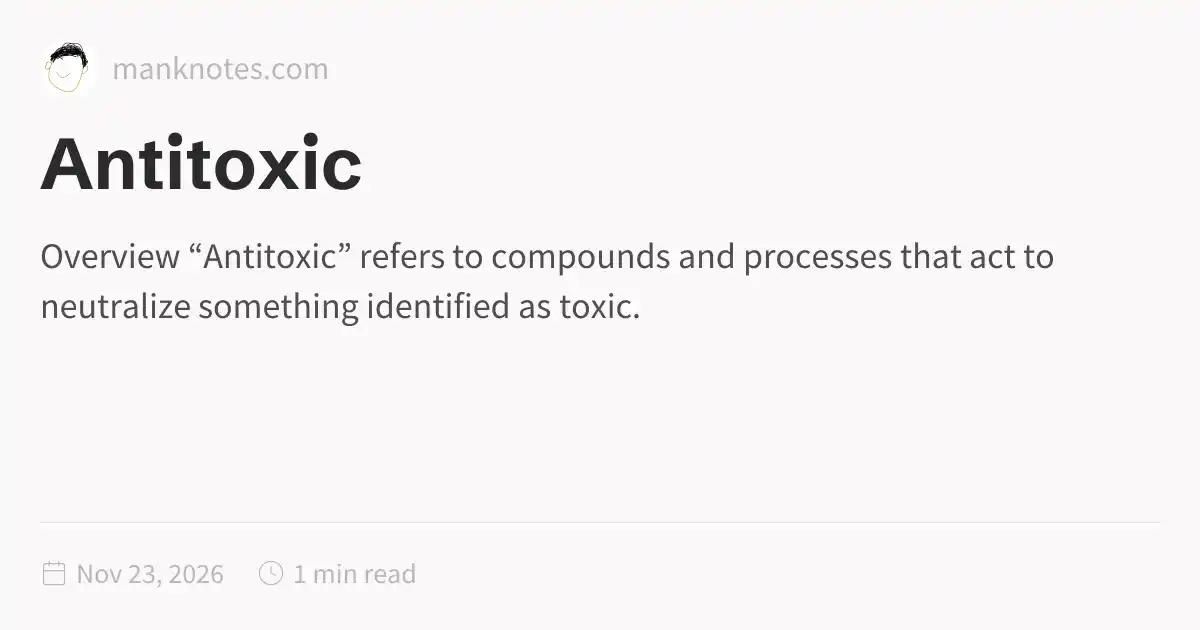 manknotes.com
Antitoxic
Overview “Antitoxic” refers to compounds and processes that act to
neutralize something identified as toxic.
Nov 23, 2026
1 min read